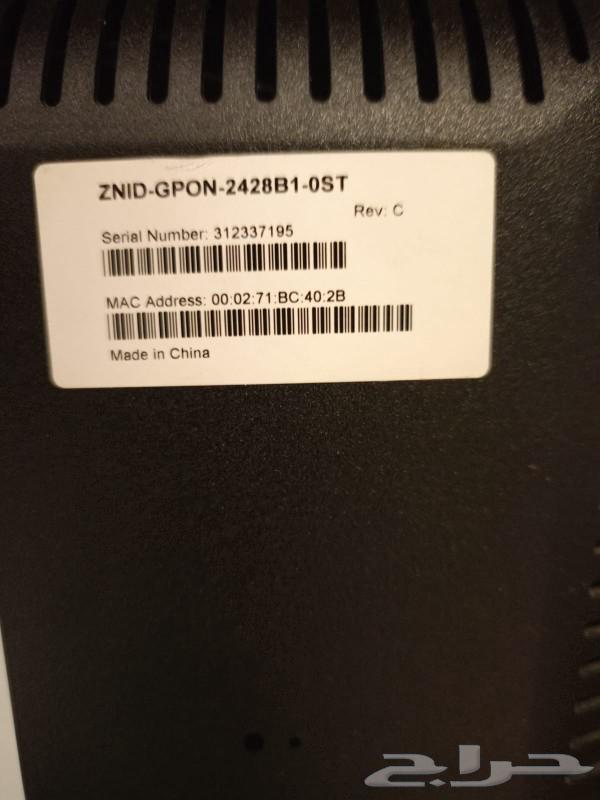 ZNID-GPON-2428B1-0ST
Rev: C
Serial Number: 312337195
MAC Address: 00:02:71:BC:40:2B
Made in China
حراج